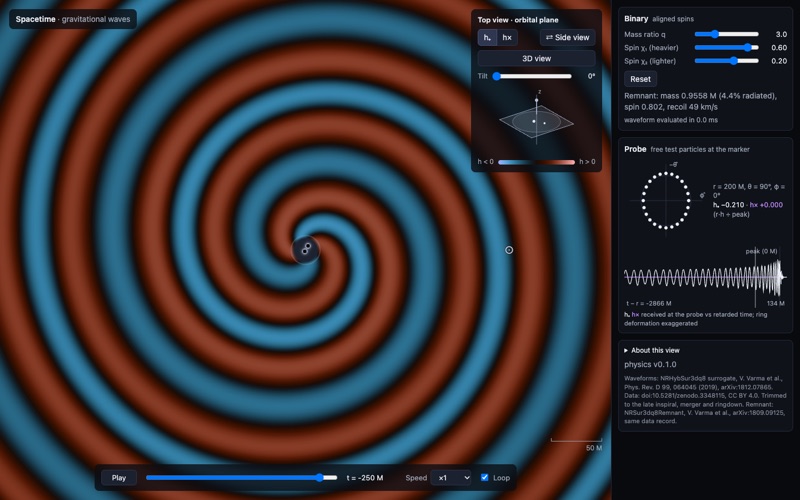 Spacetime · gravitational waves
Top view · orbital plane
h₊ h×
⇄ Side view
3D view
Tilt 0°
z
h < 0 h > 0
50 M
Play
t = -250 M
Speed ×1
Loop
Binary aligned spins
Mass ratio q 3.0
Spin χ₁ (heavier) 0.60
Spin χ₂ (lighter) 0.20
Reset
Remnant: mass 0.9558 M (4.4% radiated),
spin 0.802, recoil 49 km/s
waveform evaluated in 0.0 ms
Probe free test particles at the marker
−θ̂
φ̂
r = 200 M, θ = 90°, φ =
0°
h₊ −0.210 · h× +0.000
(r·h ÷ peak)
peak (0 M)
t − r = -2866 M 134 M
h₊ h× received at the probe vs retarded time; ring
deformation exaggerated
▶ About this view
physics v0.1.0
Waveforms: NRHybSur3dq8 surrogate, V. Varma et al.,
Phys. Rev. D 99, 064045 (2019), arXiv:1812.07865.
Data: doi:10.5281/zenodo.3348115, CC BY 4.0. Trimmed
to the late inspiral, merger and ringdown. Remnant:
NRSur3dq8Remnant, V. Varma et al., arXiv:1809.09125,
same data record.